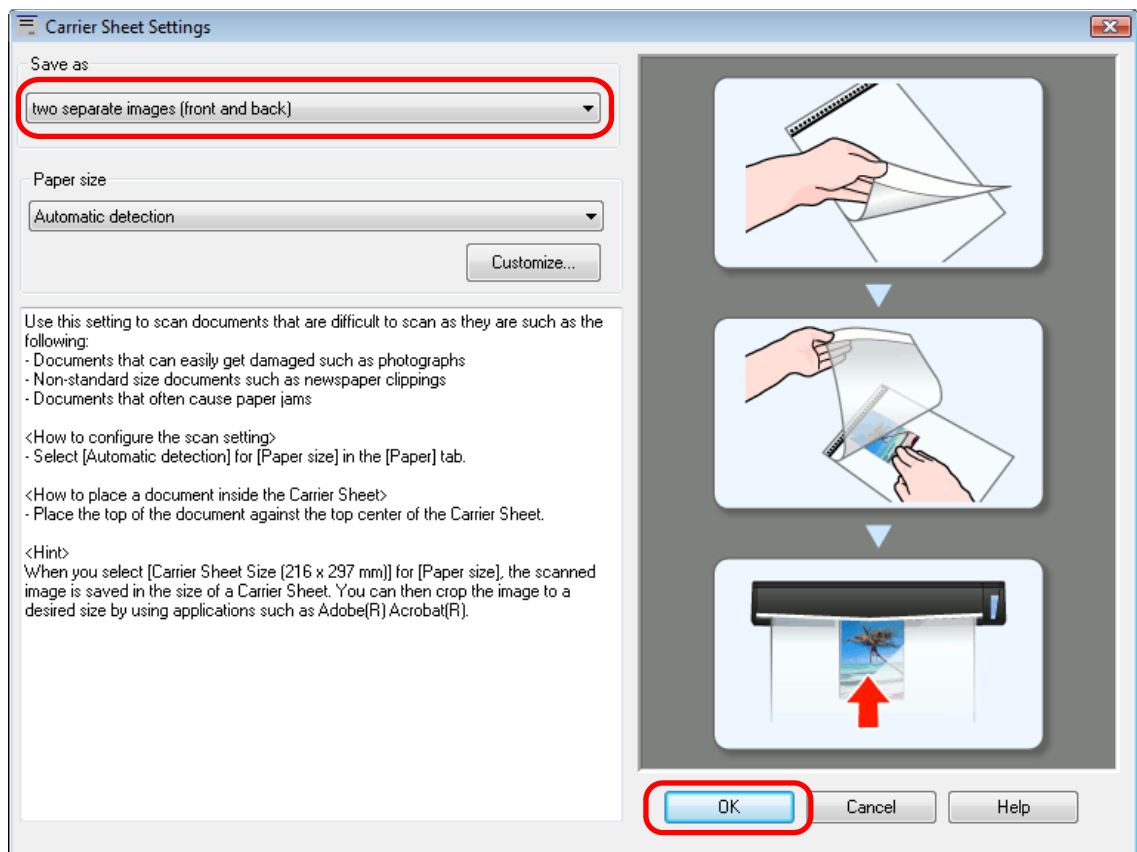 Carrier Sheet Settings
Save as
two separate images (front and back)
Paper size
Automatic detection
Customize...
Use this setting to scan documents that are difficult to scan as they are such as the
following:
- Documents that can easily get damaged such as photographs
- Non-standard size documents such as newspaper clippings
- Documents that often cause paper jams
<How to configure the scan setting>
- Select [Automatic detection] for [Paper size] in the [Paper] tab.
<How to place a document inside the Carrier Sheet>
- Place the top of the document against the top center of the Carrier Sheet.
<Hint>
When you select [Carrier Sheet Size (216 x 297 mm)] for [Paper size], the scanned
image is saved in the size of a Carrier Sheet. You can then crop the image to a
desired size by using applications such as Adobe(R) Acrobat(R).
OK
Cancel
Help